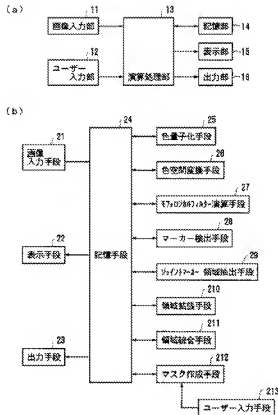 (a)
11
画像入力部
12
ユーザー入力部
13
演算処理部
記憶部
14
表示部
15
出力部
16
(b)
21
画像入力手段
22
表示手段
23
出力手段
24
記憶手段
25
色量子化手段
26
色空間変換手段
27
ﾓﾌｫﾛｼﾞｶﾙﾌｨﾙﾀｰ演算手段
28
マーカー検出手段
29
ｼﾞｮｲﾝﾄﾏｰｶｰ領域抽出手段
210
領域拡張手段
211
領域統合手段
212
マスク作成手段
213
ユーザー入力手段